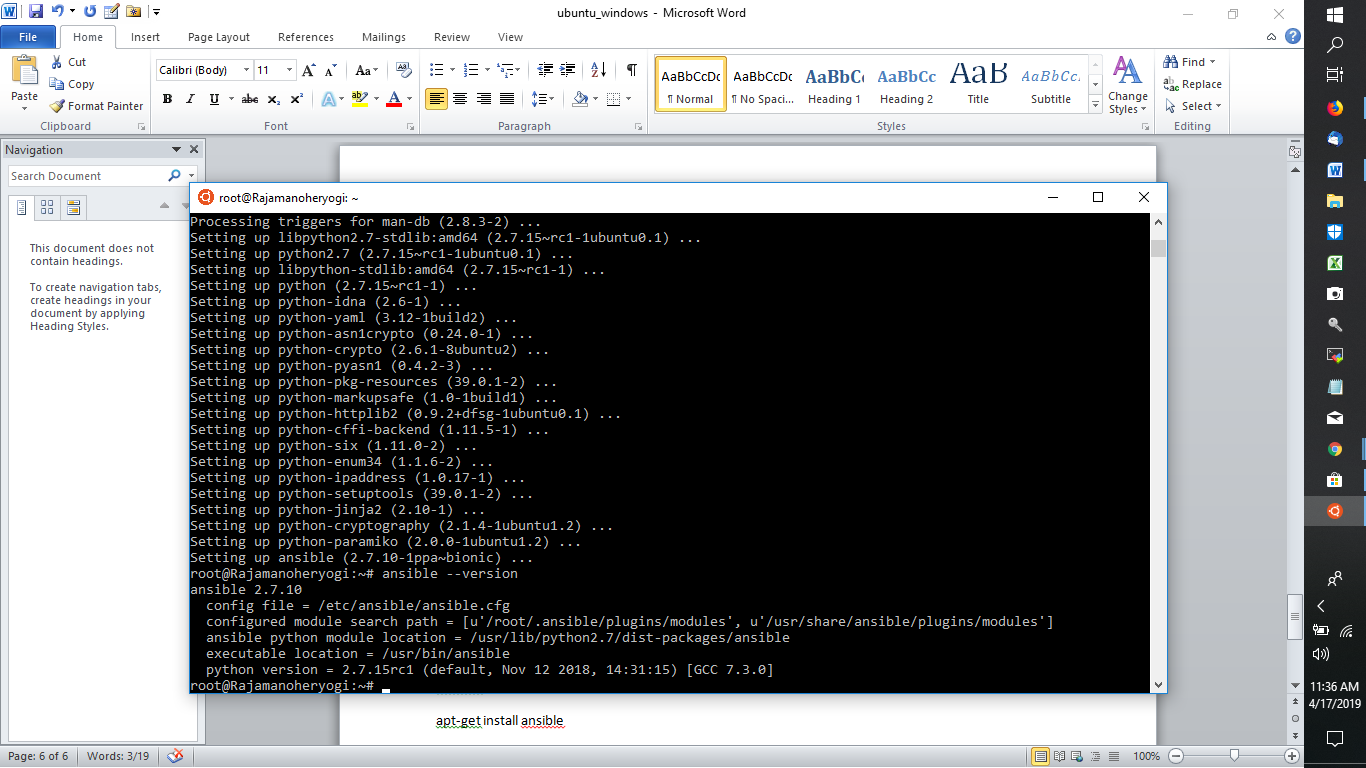 ubuntu_windows - Microsoft Word
File Home Insert Page Layout References Mailings Review View
Paste
Cut
Copy
Format Painter
Calibri (Body) 11
Aa
B I U abc x₂ x² A ab A
AaBbCcDc AaBbCcDc AaBbC AaBbCc AaB AaBbCc.
¶ Normal ¶ No Spaci... Heading 1 Heading 2 Title Subtitle
Change Styles
Find
Replace
Select
Clipboard Font Paragraph Styles Editing
Navigation
Search Document
This document does not
contain headings.
To create navigation tabs,
create headings in your
document by applying
Heading Styles.
root@Rajamanoheryogi: ~
Processing triggers for man-db (2.8.3-2) ...
Setting up libpython2.7-stdlib:amd64 (2.7.15~rc1-1ubuntu0.1) ...
Setting up python2.7 (2.7.15~rc1-1ubuntu0.1) ...
Setting up libpython-stdlib:amd64 (2.7.15~rc1-1) ...
Setting up python (2.7.15~rc1-1) ...
Setting up python-idna (2.6-1) ...
Setting up python-yaml (3.12-1build2) ...
Setting up python-asn1crypto (0.24.0-1) ...
Setting up python-crypto (2.6.1-8ubuntu2) ...
Setting up python-pyasn1 (0.4.2-3) ...
Setting up python-pkg-resources (39.0.1-2) ...
Setting up python-markupsafe (1.0-1build1) ...
Setting up python-httplib2 (0.9.2+dfsg-1ubuntu0.1) ...
Setting up python-cffi-backend (1.11.5-1) ...
Setting up python-six (1.11.0-2) ...
Setting up python-enum34 (1.1.6-2) ...
Setting up python-ipaddress (1.0.17-1) ...
Setting up python-setuptools (39.0.1-2) ...
Setting up python-jinja2 (2.10-1) ...
Setting up python-cryptography (2.1.4-1ubuntu1.2) ...
Setting up python-paramiko (2.0.0-1ubuntu1.2) ...
Setting up ansible (2.7.10-1ppa~bionic) ...
root@Rajamanoheryogi:~# ansible --version
ansible 2.7.10
  config file = /etc/ansible/ansible.cfg
  configured module search path = [u'/root/.ansible/plugins/modules', u'/usr/share/ansible/plugins/modules']
  ansible python module location = /usr/lib/python2.7/dist-packages/ansible
  executable location = /usr/bin/ansible
  python version = 2.7.15rc1 (default, Nov 12 2018, 14:31:15) [GCC 7.3.0]
root@Rajamanoheryogi:~#
apt-get install ansible
Page: 6 of 6 Words: 3/19 100%
11:36 AM
4/17/2019